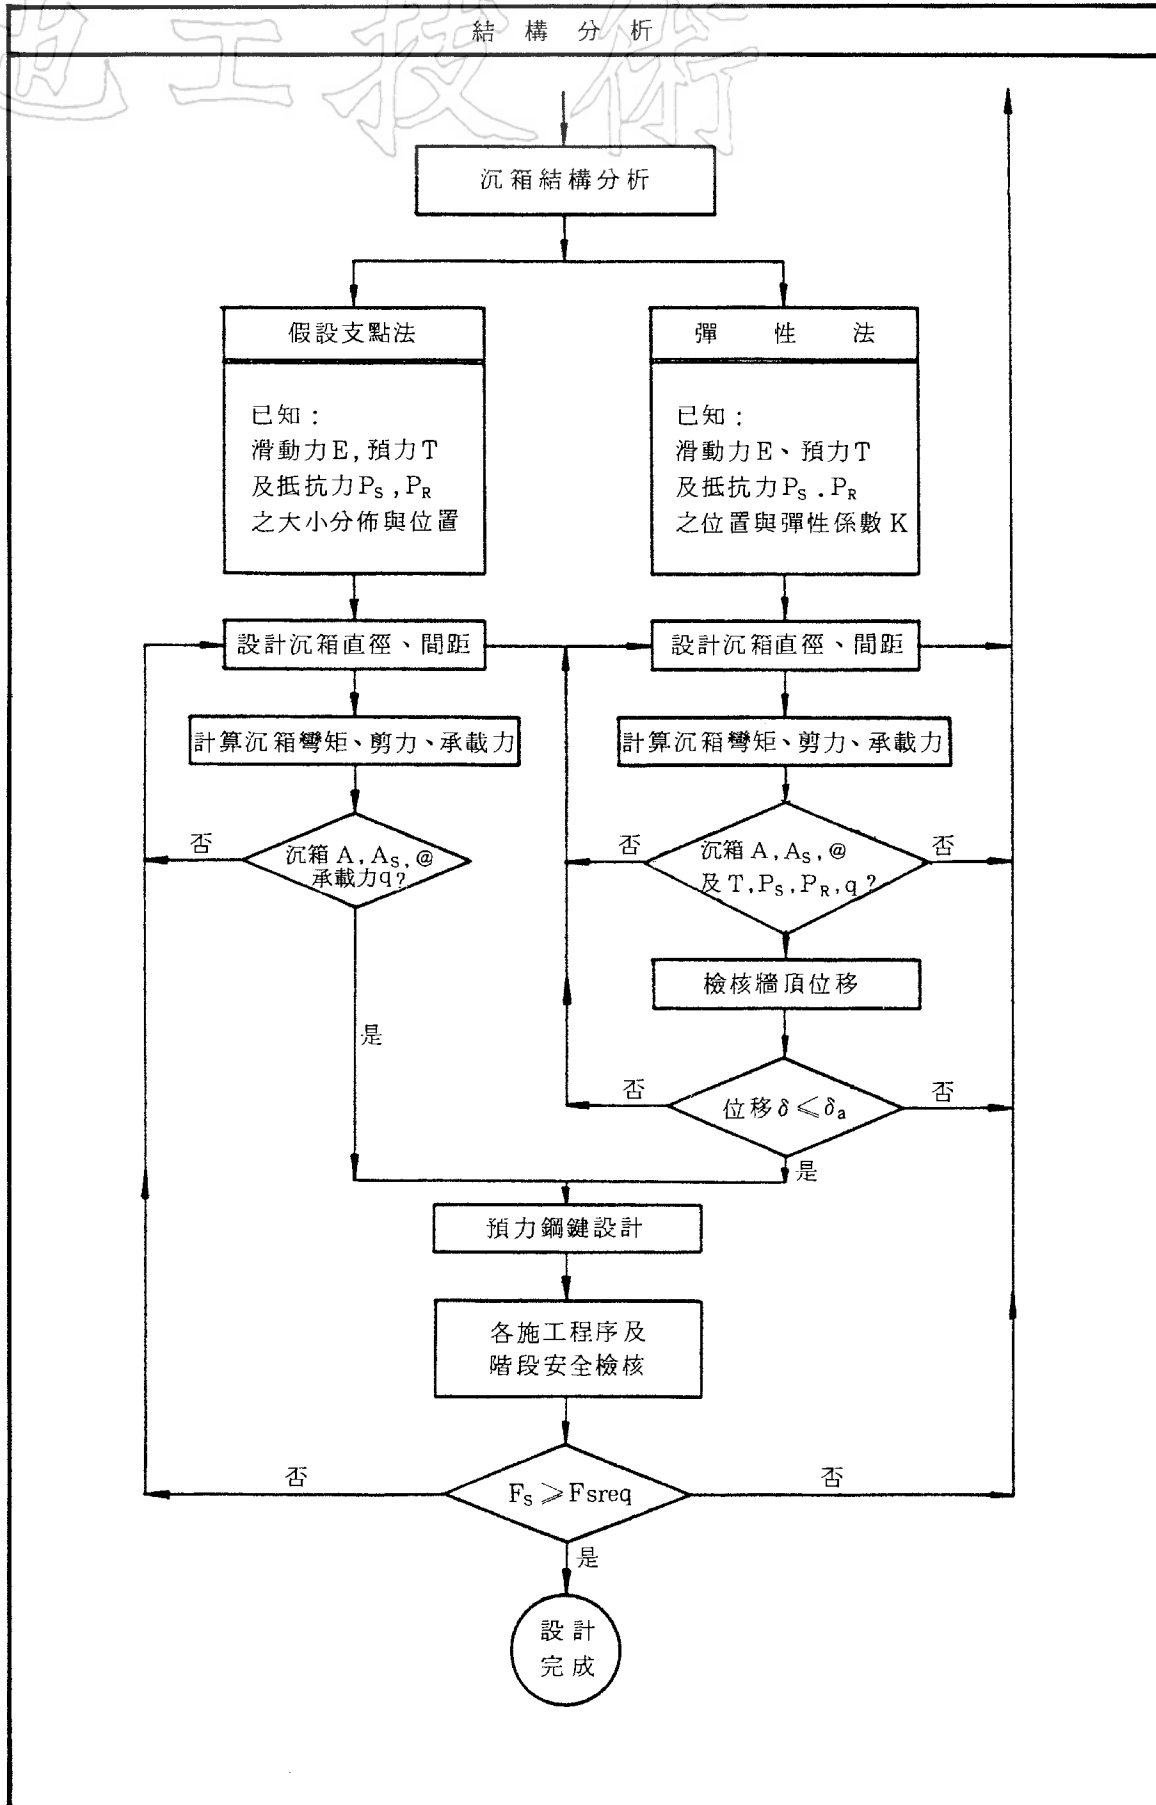 地工技術
結構分析
沉箱結構分析
假設支點法
已知：
滑動力E,預力T
及抵抗力PS,PR
之大小分佈與位置
彈性法
已知：
滑動力E、預力T
及抵抗力PS.PR
之位置與彈性係數K
設計沉箱直徑、間距
設計沉箱直徑、間距
計算沉箱彎矩、剪力、承載力
計算沉箱彎矩、剪力、承載力
否
沉箱A,AS,@
承載力q?
否
沉箱A,AS,@
及T,PS,PR,q?
否
檢核牆頂位移
是
否
位移δ≤δa
否
是
預力鋼鍵設計
各施工程序及
階段安全檢核
否
FS≥Fsreq
否
是
設計
完成